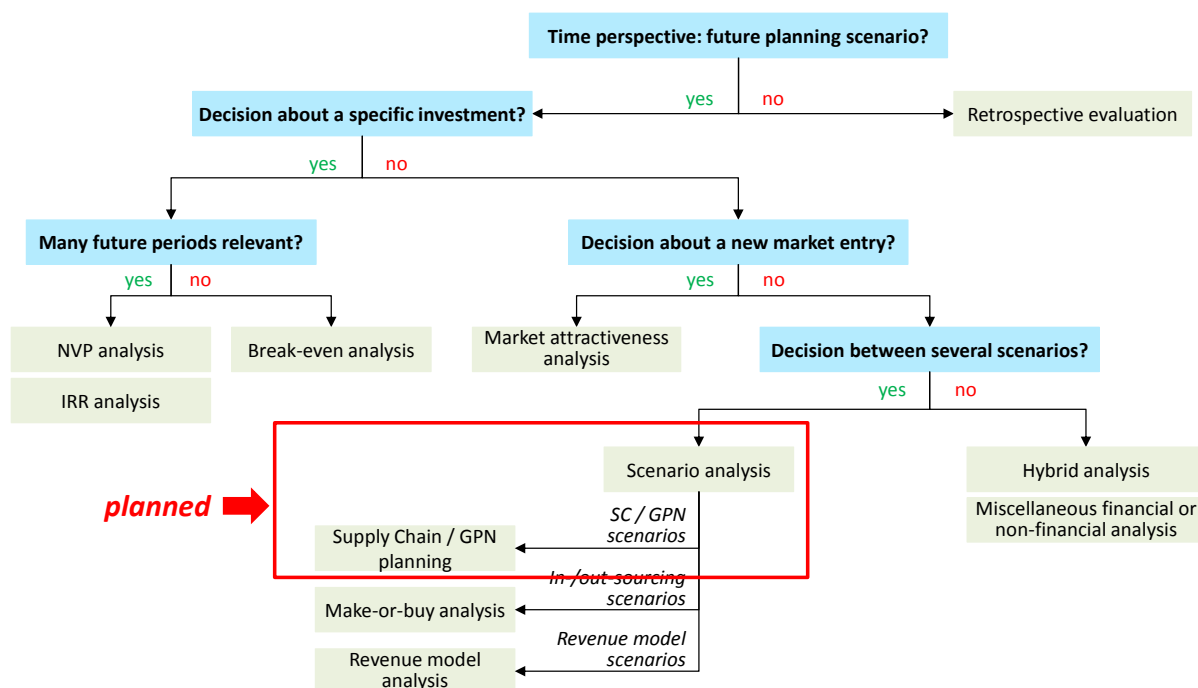 Time perspective: future planning scenario?
yes no
Decision about a specific investment?
Retrospective evaluation
yes no
Many future periods relevant?
Decision about a new market entry?
yes no
yes no
NVP analysis
Break-even analysis
Market attractiveness
analysis
Decision between several scenarios?
IRR analysis
yes no
Scenario analysis
Hybrid analysis
planned
Miscellaneous financial or
non-financial analysis
SC / GPN
scenarios
Supply Chain / GPN
planning
In-/out-sourcing
scenarios
Make-or-buy analysis
Revenue model
scenarios
Revenue model
analysis